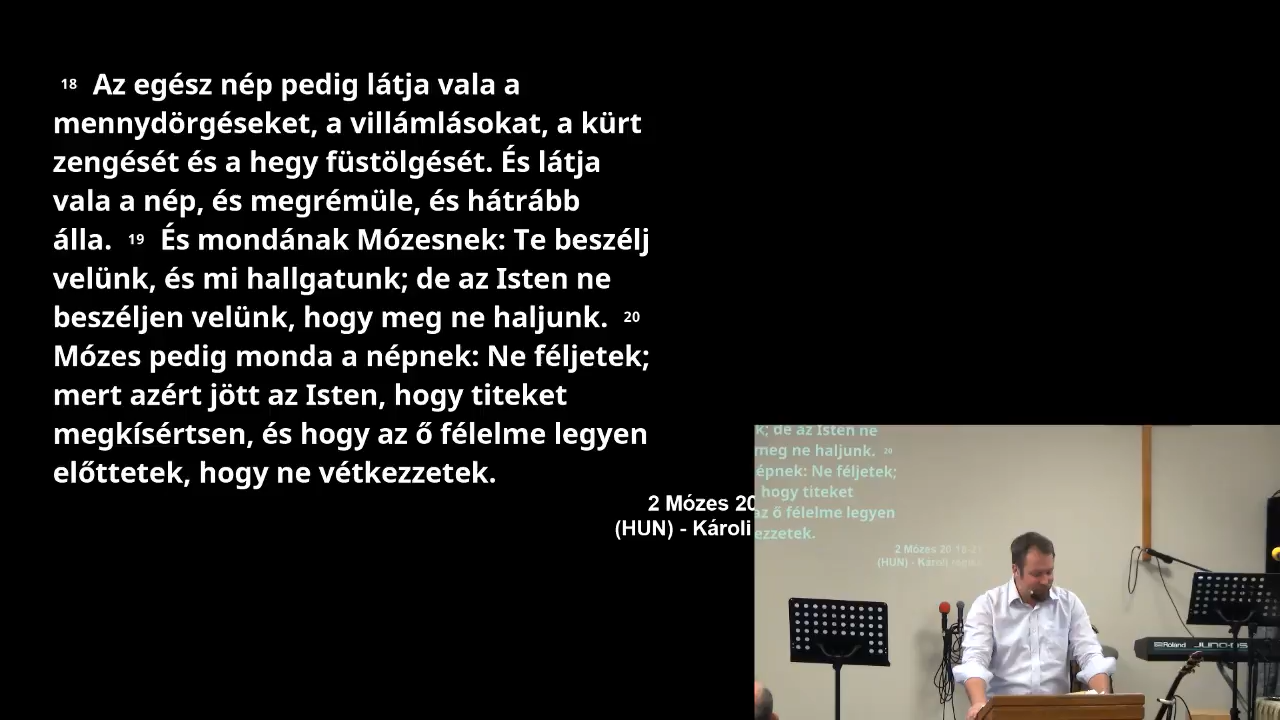 18 Az egész nép pedig látja vala a
mennydörgéseket, a villámlásokat, a kürt
zengését és a hegy füstölgését. És látja
vala a nép, és megrémüle, és hátrább
álla. 19 És mondának Mózesnek: Te beszélj
velünk, és mi hallgatunk; de az Isten ne
beszéljen velünk, hogy meg ne haljunk. 20
Mózes pedig monda a népnek: Ne féljetek;
mert azért jött az Isten, hogy titeket
megkísértsen, és hogy az ő félelme legyen
előttetek, hogy ne vétkezzetek.
2 Mózes 20
(HUN) - Károli
k; de az Isten ne
meg ne haljunk. 20
épnek: Ne féljetek;
hogy titeket
az ő félelme legyen
ezzetek.
2 Mózes 20
(HUN) - Károli
Roland JUNO-DS